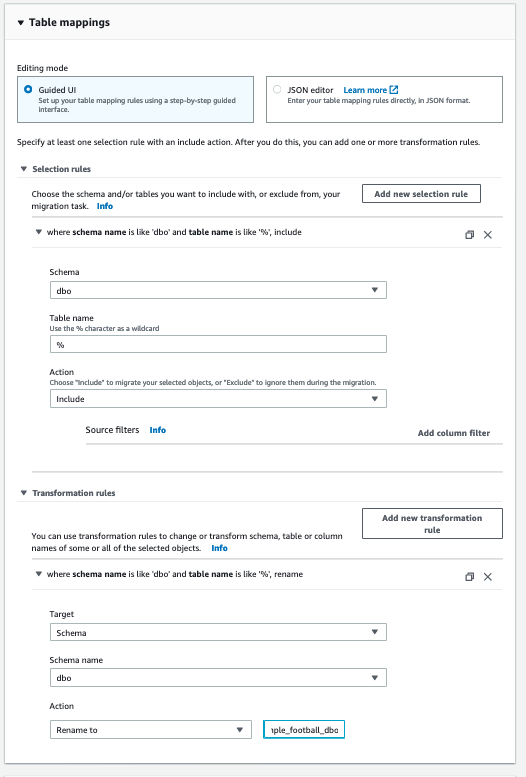 Table mappings
Editing mode
Guided UI
Set up your table mapping rules using a step-by-step guided
interface.
JSON editor Learn more
Enter your table mapping rules directly, in JSON format.
Specify at least one selection rule with an include action. After you do this, you can add one or more transformation rules.
Selection rules
Choose the schema and/or tables you want to include with, or exclude from, your
migration task. Info
Add new selection rule
where schema name is like 'dbo' and table name is like '%', include
Schema
dbo
Table name
Use the % character as a wildcard
%
Action
Choose "Include" to migrate your selected objects, or "Exclude" to ignore them during the migration.
Include
Source filters Info
Add column filter
Transformation rules
Add new transformation
rule
You can use transformation rules to change or transform schema, table or column
names of some or all of the selected objects. Info
where schema name is like 'dbo' and table name is like '%', rename
Target
Schema
Schema name
dbo
Action
Rename to
ple_football_dbo